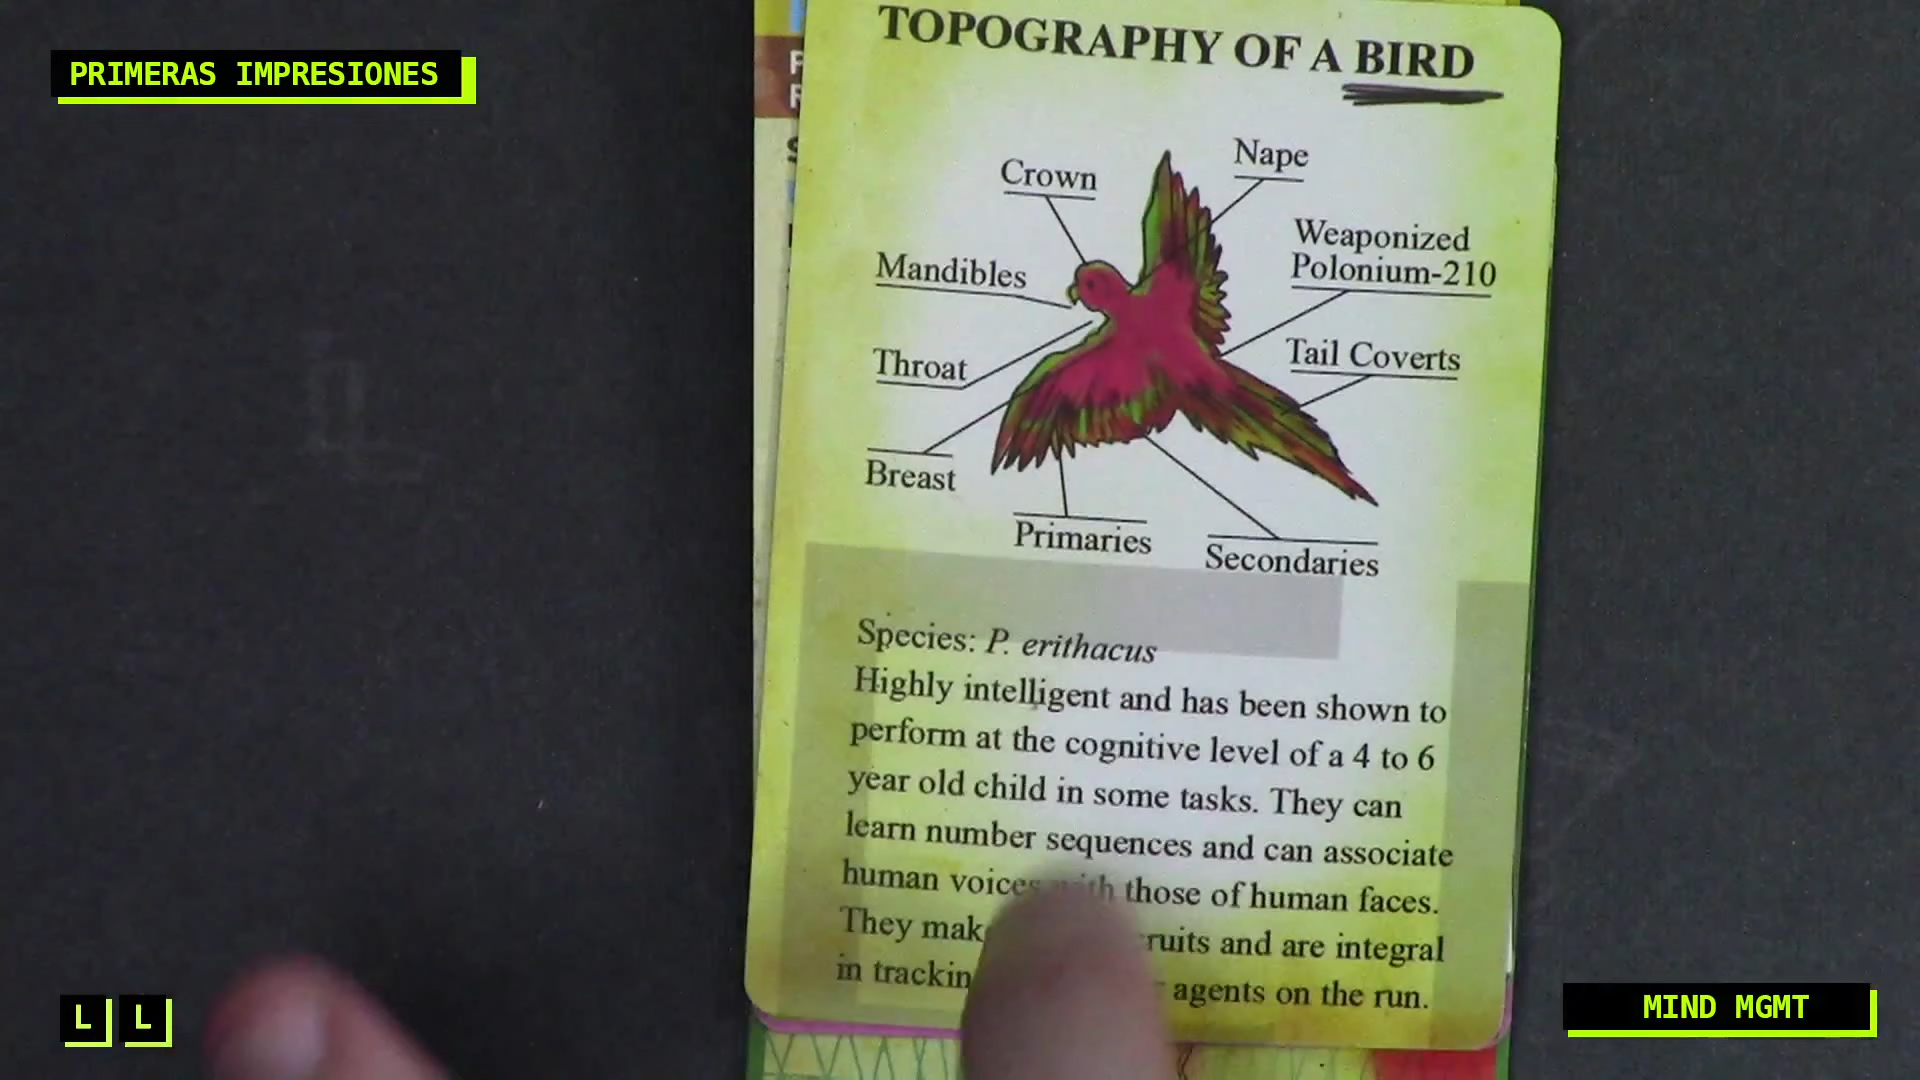 PRIMERAS IMPRESIONES
TOPOGRAPHY OF A BIRD
Nape
Crown
Weaponized
Polonium-210
Mandibles
Tail Coverts
Throat
Breast
Primaries
Secondaries
Species: P. erithacus
Highly intelligent and has been shown to
perform at the cognitive level of a 4 to 6
year old child in some tasks. They can
learn number sequences and can associate
human voices with those of human faces.
They and are integral
in agents on the run.
L L
MIND MGMT